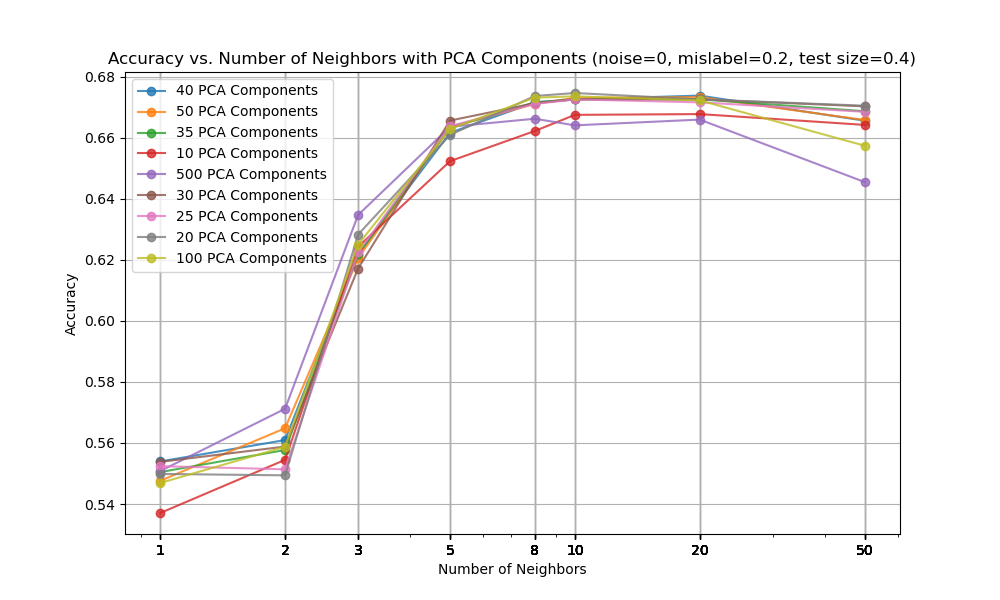 Accuracy vs. Number of Neighbors with PCA Components (noise=0, mislabel=0.2, test size=0.4)
0.68
0.66
0.64
0.62
0.60
0.58
0.56
0.54
Accuracy
40 PCA Components
50 PCA Components
35 PCA Components
10 PCA Components
500 PCA Components
30 PCA Components
25 PCA Components
20 PCA Components
100 PCA Components
1 2 3 5 8 10 20 50
Number of Neighbors